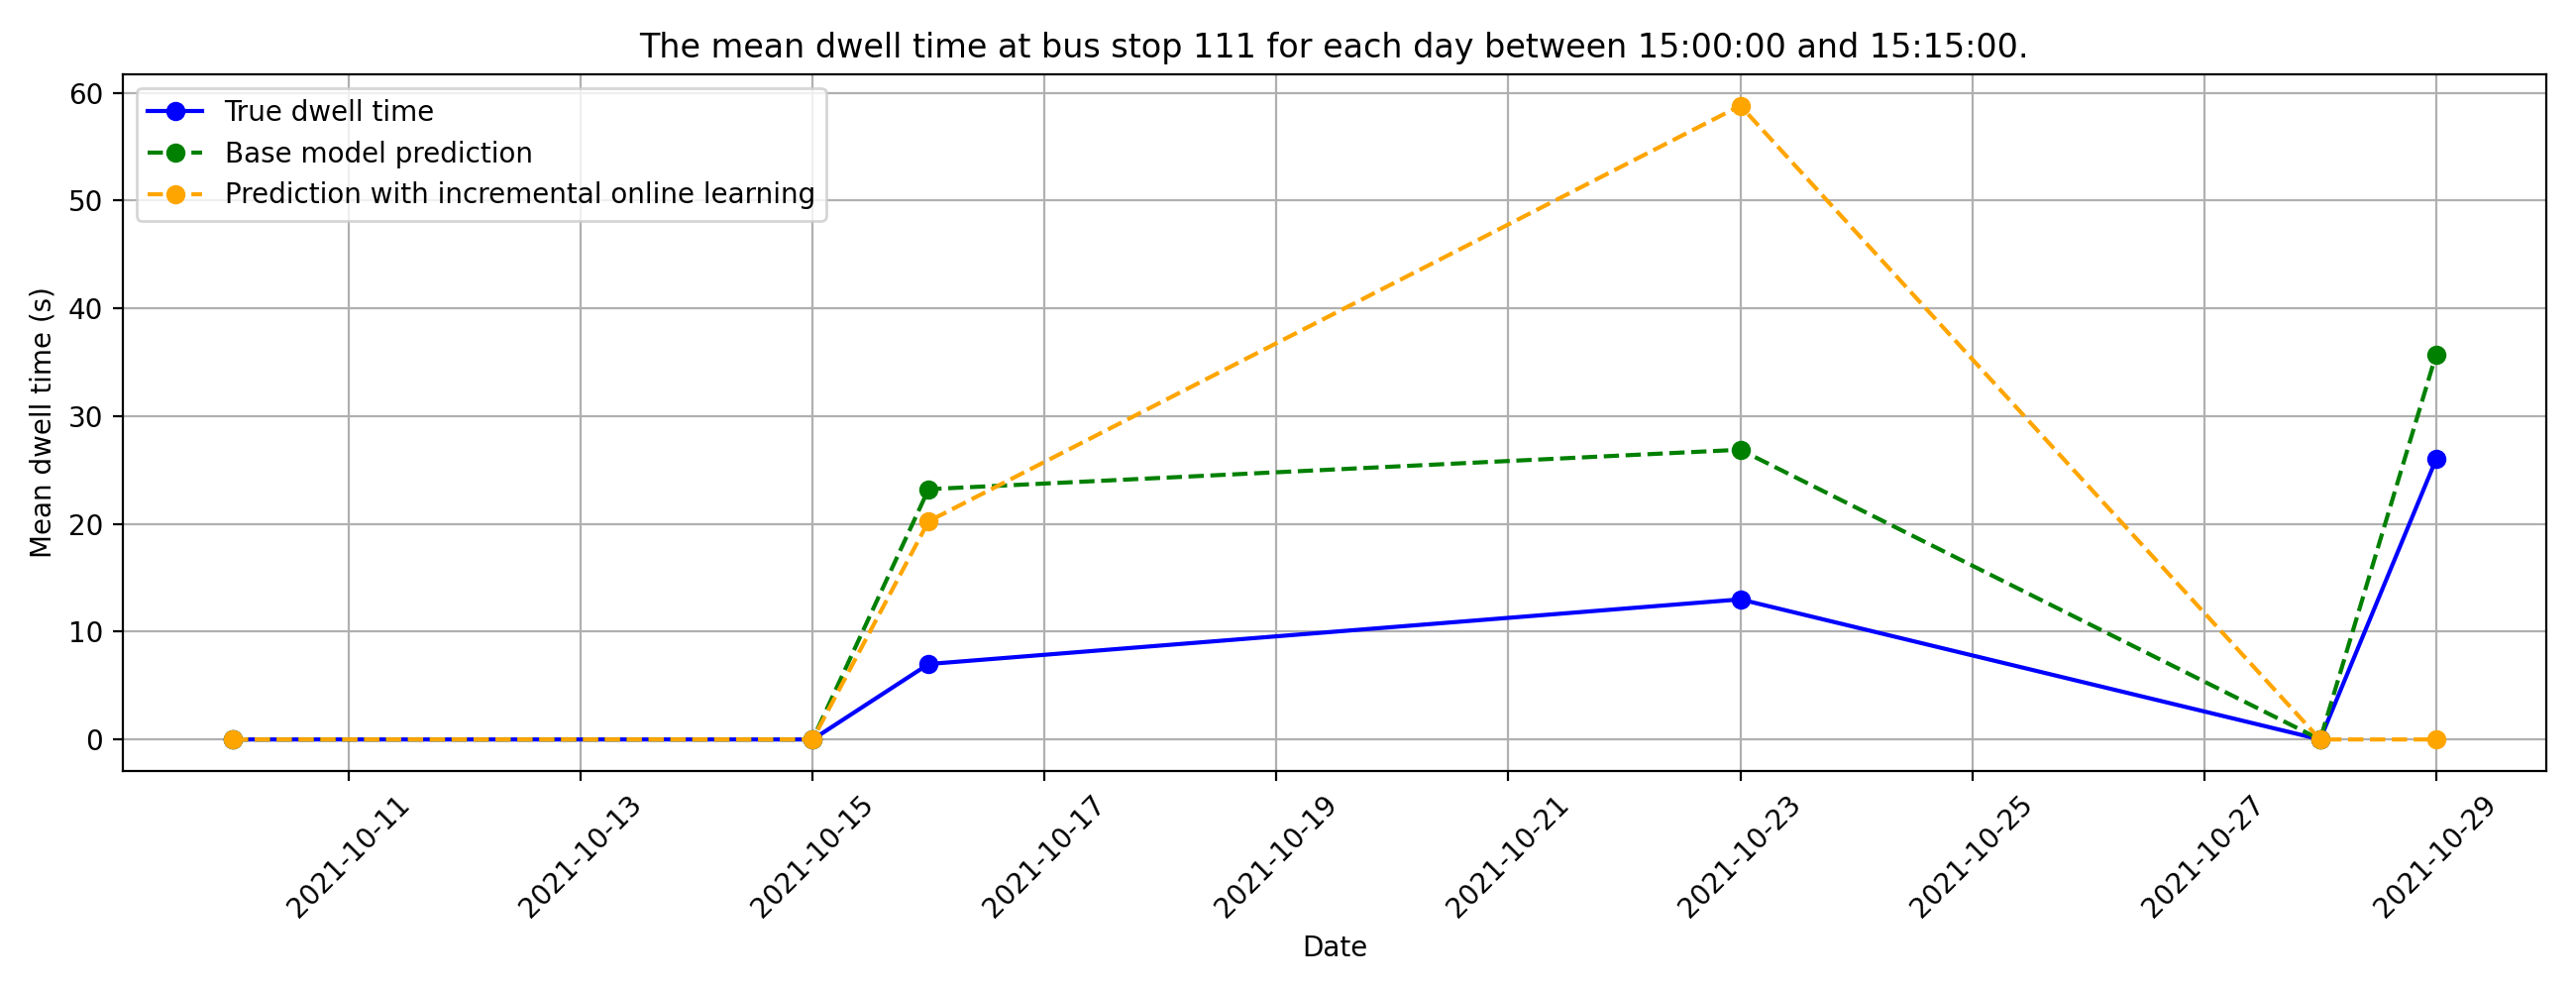 The mean dwell time at bus stop 111 for each day between 15:00:00 and 15:15:00.
True dwell time
Base model prediction
Prediction with incremental online learning
Mean dwell time (s)
60
50
40
30
20
10
0
2021-10-11
2021-10-13
2021-10-15
2021-10-17
2021-10-19
2021-10-21
2021-10-23
2021-10-25
2021-10-27
2021-10-29
Date